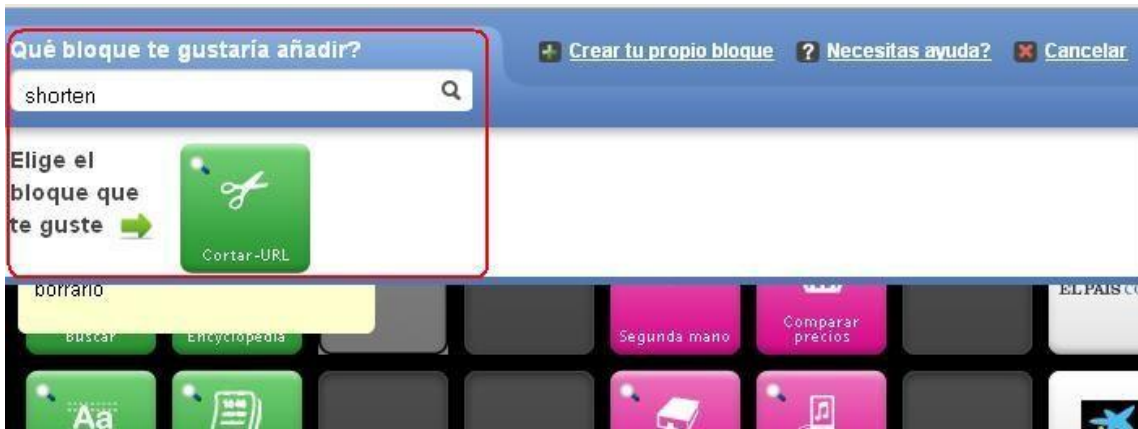 Qué bloque te gustaría añadir?
Crear tu propio bloque
Necesitas ayuda?
Cancelar
shorten
Elige el
bloque que
te guste
Cortar-URL
borrarlo
Buscar
Encyclopedia
Segunda mano
Comparar
precios
EL PAIS
Aa